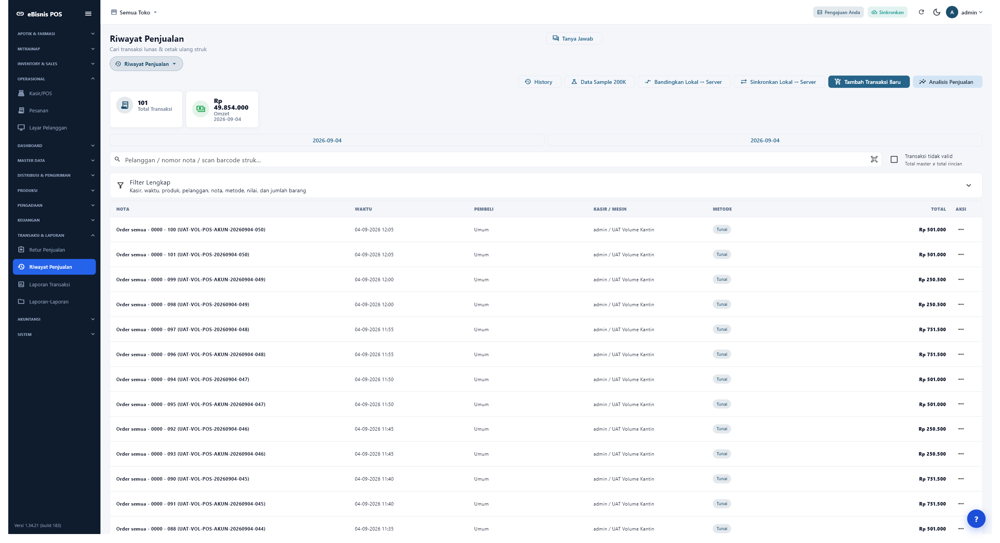 eBisnis POS
APOTIK & FARMASI
MITRAINAP
INVENTORY & SALES
OPERASIONAL
Kasir/POS
Pesanan
Layar Pelanggan
DASHBOARD
MASTER DATA
DISTRIBUSI & PENGIRIMAN
PRODUKSI
PENGADAAN
KEUANGAN
TRANSAKSI & LAPORAN
Retur Penjualan
Riwayat Penjualan
Laporan Transaksi
Laporan-Laporan
AKUNTANSI
SISTEM
Versi 1.34.21 (build 183)
Semua Toko
Pengajuan Anda
Sinkronkan
A
admin
Riwayat Penjualan
Cari transaksi lunas & cetak ulang struk
Tanya Jawab
Riwayat Penjualan
History
Data Sample 200K
Bandingkan Lokal ↔ Server
Sinkronkan Lokal ↔ Server
Tambah Transaksi Baru
Analisis Penjualan
101
Total Transaksi
Rp
49.854.000
Omzet
2026-09-04
2026-09-04
2026-09-04
Pelanggan / nomor nota / scan barcode struk...
Transaksi tidak valid
Total master ≠ total rincian
Filter Lengkap
Kasir, waktu, produk, pelanggan, nota, metode, nilai, dan jumlah barang
NOTA WAKTU PEMBELI KASIR / MESIN METODE TOTAL AKSI
Order semua - 0000 - 100 (UAT-VOL-POS-AKUN-20260904-050) 04-09-2026 12:05 Umum admin / UAT Volume Kantin Tunai Rp 501.000
Order semua - 0000 - 101 (UAT-VOL-POS-20260904-050) 04-09-2026 12:05 Umum admin / UAT Volume Kantin Tunai Rp 501.000
Order semua - 0000 - 099 (UAT-VOL-POS-AKUN-20260904-049) 04-09-2026 12:00 Umum admin / UAT Volume Kantin Tunai Rp 250.500
Order semua - 0000 - 098 (UAT-VOL-POS-20260904-049) 04-09-2026 12:00 Umum admin / UAT Volume Kantin Tunai Rp 250.500
Order semua - 0000 - 097 (UAT-VOL-POS-20260904-048) 04-09-2026 11:55 Umum admin / UAT Volume Kantin Tunai Rp 751.500
Order semua - 0000 - 096 (UAT-VOL-POS-AKUN-20260904-048) 04-09-2026 11:55 Umum admin / UAT Volume Kantin Tunai Rp 751.500
Order semua - 0000 - 094 (UAT-VOL-POS-20260904-047) 04-09-2026 11:50 Umum admin / UAT Volume Kantin Tunai Rp 501.000
Order semua - 0000 - 095 (UAT-VOL-POS-AKUN-20260904-047) 04-09-2026 11:50 Umum admin / UAT Volume Kantin Tunai Rp 501.000
Order semua - 0000 - 092 (UAT-VOL-POS-20260904-046) 04-09-2026 11:45 Umum admin / UAT Volume Kantin Tunai Rp 250.500
Order semua - 0000 - 093 (UAT-VOL-POS-AKUN-20260904-046) 04-09-2026 11:45 Umum admin / UAT Volume Kantin Tunai Rp 250.500
Order semua - 0000 - 090 (UAT-VOL-POS-20260904-045) 04-09-2026 11:40 Umum admin / UAT Volume Kantin Tunai Rp 751.500
Order semua - 0000 - 091 (UAT-VOL-POS-AKUN-20260904-045) 04-09-2026 11:40 Umum admin / UAT Volume Kantin Tunai Rp 751.500
Order semua - 0000 - 088 (UAT-VOL-POS-AKUN-20260904-044) 04-09-2026 11:35 Umum admin / UAT Volume Kantin Tunai Rp 501.000
?